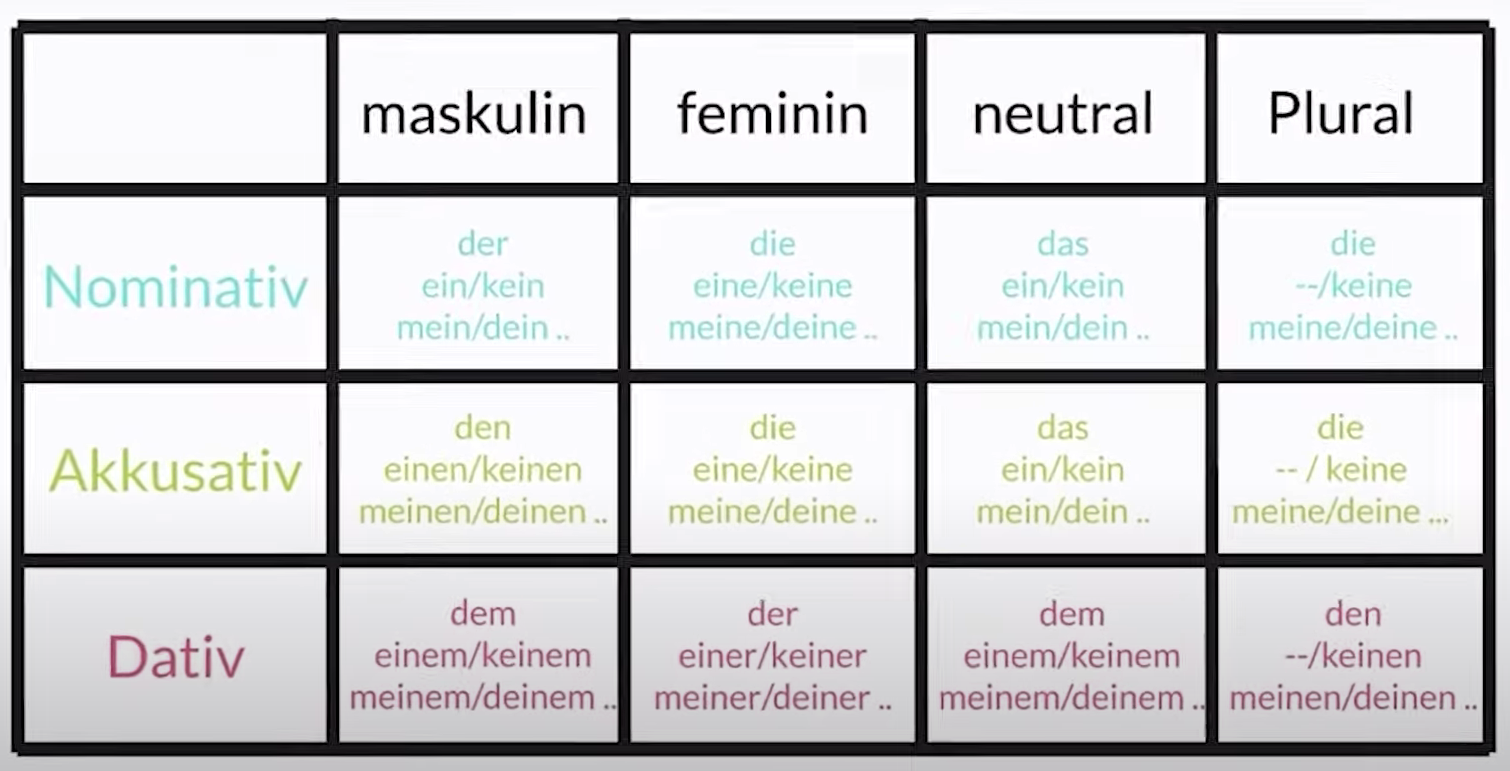 maskulin feminin neutral Plural
Nominativ
der
ein/kein
mein/dein ..
die
eine/keine
meine/deine ..
das
ein/kein
mein/dein ..
die
--/keine
meine/deine ..
Akkusativ
den
einen/keinen
meinen/deinen ..
die
eine/keine
meine/deine ..
das
ein/kein
mein/dein ..
die
-- / keine
meine/deine ...
Dativ
dem
einem/keinem
meinem/deinem ..
der
einer/keiner
meiner/deiner ..
dem
einem/keinem
meinem/deinem ..
den
--/keinen
meinen/deinen ..